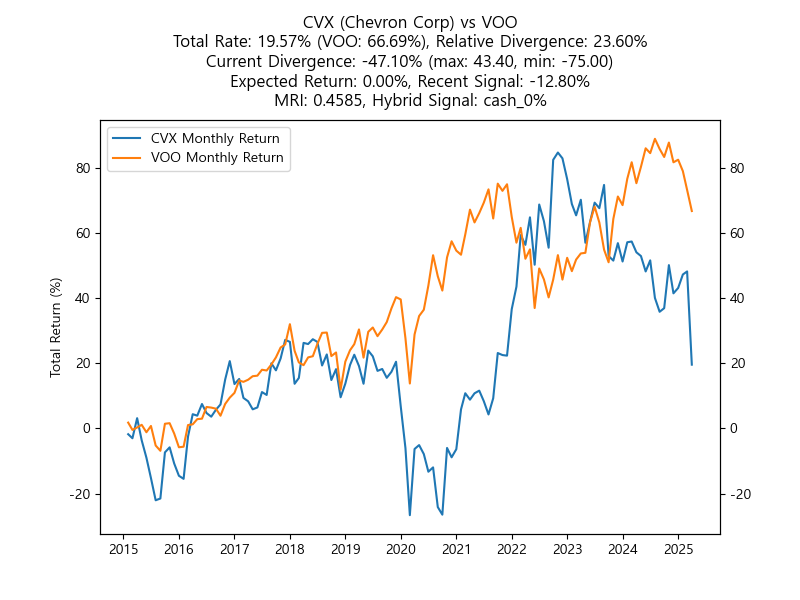 CVX (Chevron Corp) vs VOO
Total Rate: 19.57% (VOO: 66.69%), Relative Divergence: 23.60%
Current Divergence: -47.10% (max: 43.40, min: -75.00)
Expected Return: 0.00%, Recent Signal: -12.80%
MRI: 0.4585, Hybrid Signal: cash_0%
CVX Monthly Return
VOO Monthly Return
Total Return (%)
80
60
40
20
0
-20
80
60
40
20
0
-20
2015 2016 2017 2018 2019 2020 2021 2022 2023 2024 2025